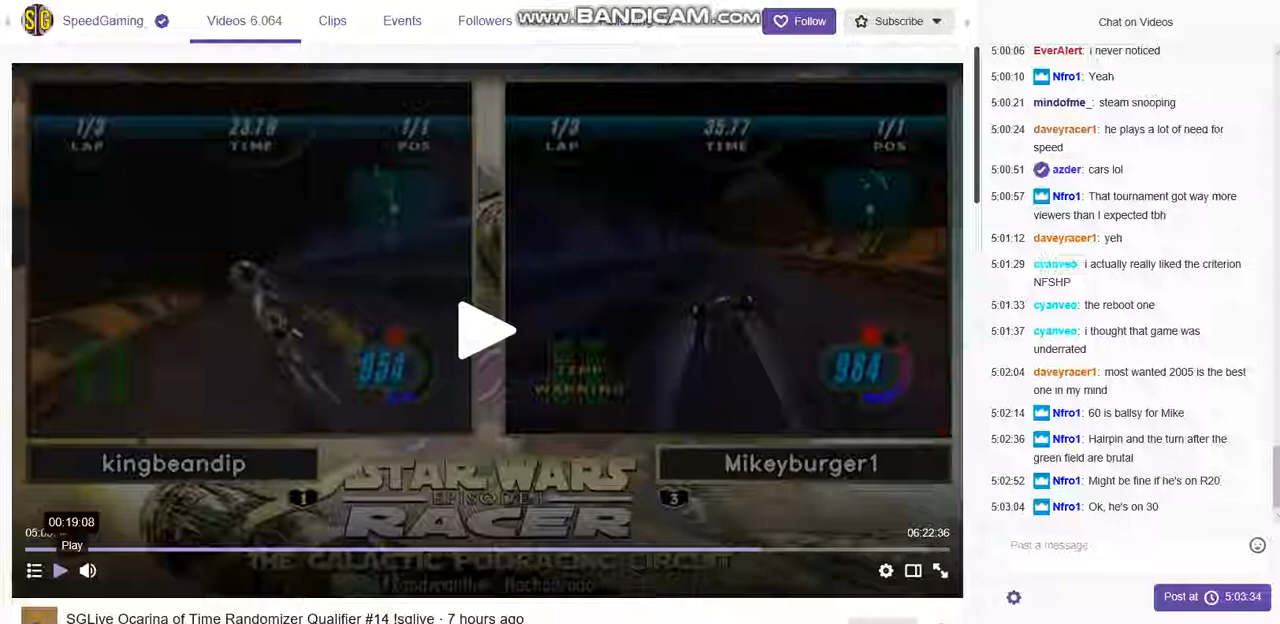 SpeedGaming Videos 6.064 Clips Events Followers www.BANDICAM.com Follow Subscribe
Chat on Videos
5:00:06 EverAlert: i never noticed
5:00:10 Nfro1: Yeah
5:00:21 mindofme_: steam snooping
5:00:24 daveyracer1: he plays a lot of need for
speed
5:00:51 azder: cars lol
5:00:57 Nfro1: That tournament got way more
viewers than I expected tbh
5:01:12 daveyracer1: yeh
5:01:29 cyanveo: i actually really liked the criterion
NFSHP
5:01:33 cyanveo: the reboot one
5:01:37 cyanveo: i thought that game was
underrated
5:02:04 daveyracer1: most wanted 2005 is the best
one in my mind
5:02:14 Nfro1: 60 is ballsy for Mike
5:02:36 Nfro1: Hairpin and the turn after the
green field are brutal
5:02:52 Nfro1: Might be fine if he's on R20
5:03:04 Nfro1: Ok, he's on 30
Post a message
Post at 5:03:34
1/3 23.78 1/1
LAP TIME POS
954
1/3 35.77 1/1
LAP TIME POS
WARNING
984
kingbeandip
1
STAR WARS
EPISODE I
RACER
THE GALACTIC PODRACING CIRCUIT
Mikeyburger1
3
00:19:08
Play
06:22:36
SGLive Ocarina of Time Randomizer Qualifier #14 !sglive · 7 hours ago